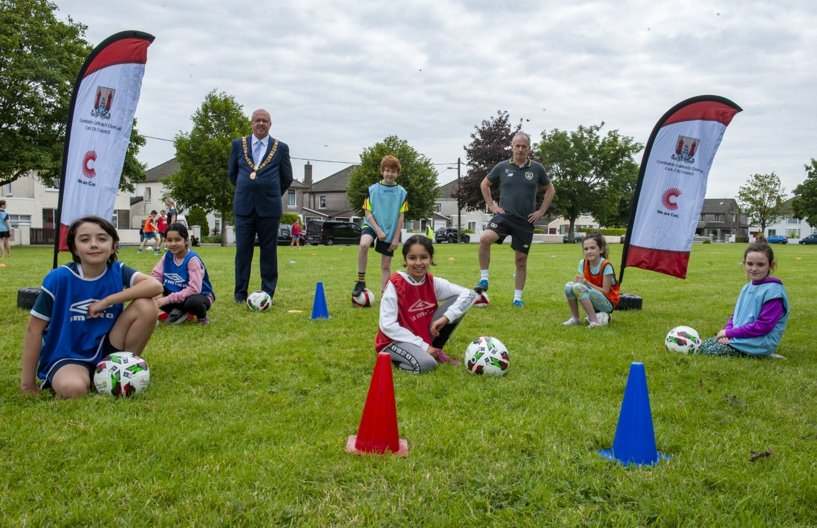 Comhairle Cathrach Chorcaí
Cork City Council
We are Cork.
Comhairle Cathrach Chorcaí
Cork City Council
We are Cork.
UMBRO